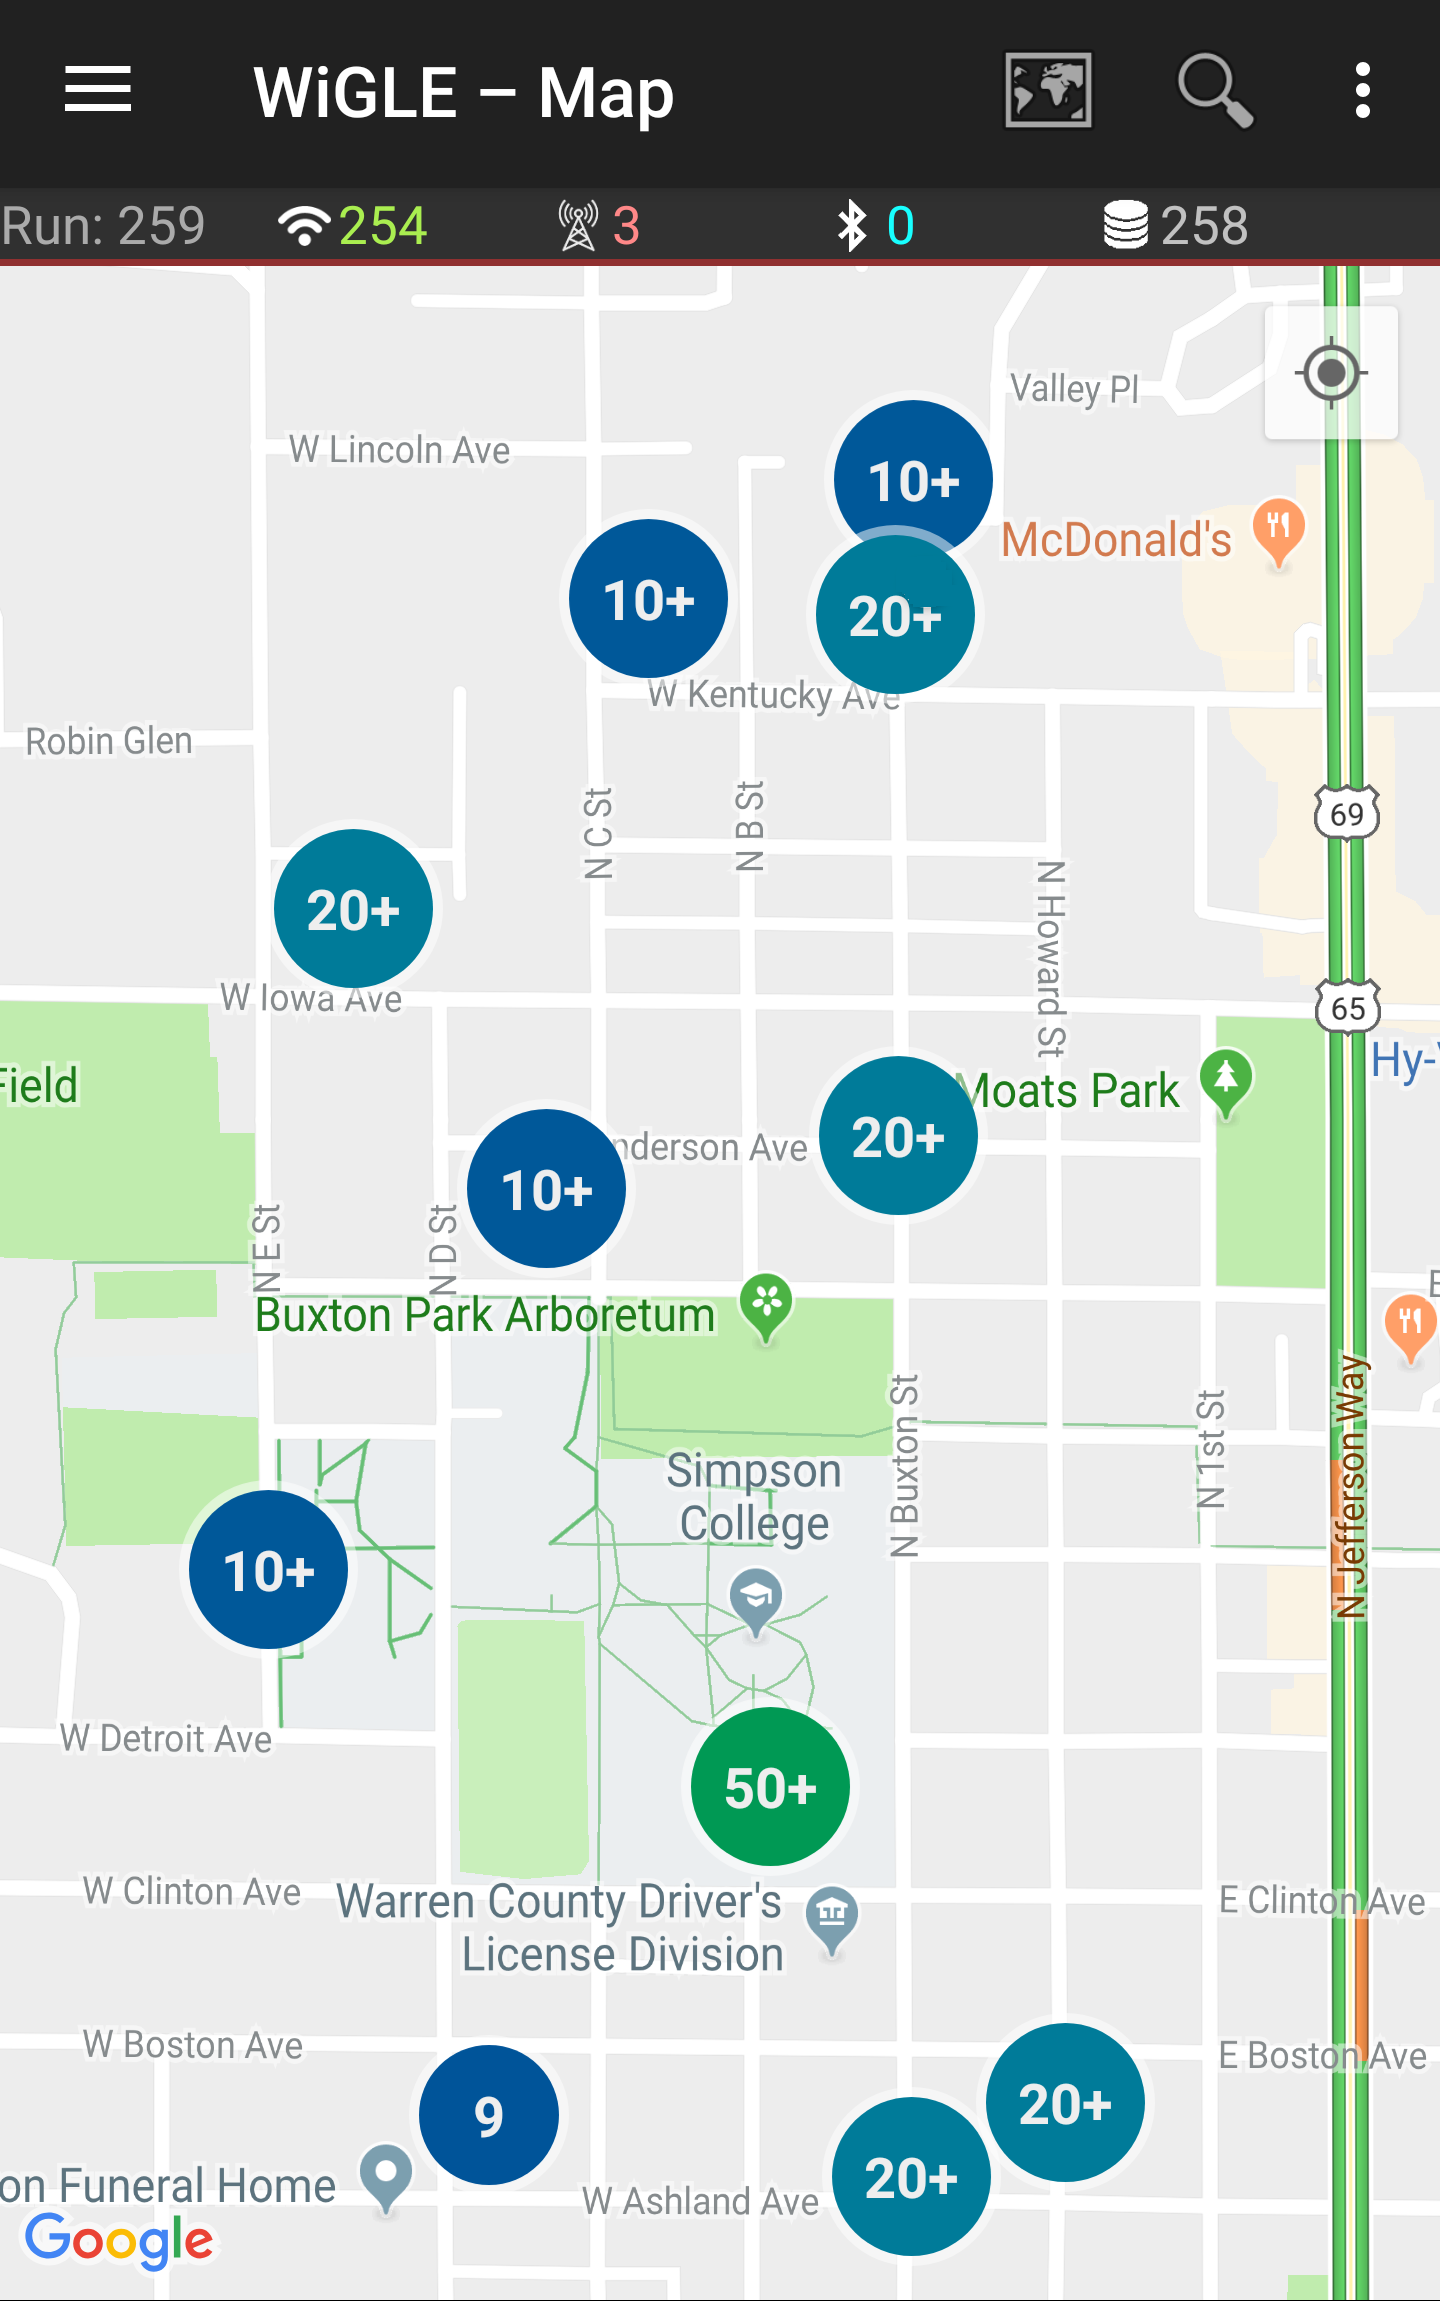 WiGLE – Map
Run: 259 254 3 0 258
Valley Pl
W Lincoln Ave
10+
McDonald's
10+
20+
W Kentucky Ave
Robin Glen
N C St
N B St
69
20+
N Howard St
W Iowa Ave
65
Hy-
Field
Moats Park
20+
nderson Ave
10+
N E St
N D St
Buxton Park Arboretum
E
N Buxton St
N 1st St
N Jefferson Way
Simpson
College
10+
W Detroit Ave
50+
W Clinton Ave
Warren County Driver's
License Division
E Clinton Ave
W Boston Ave
E Boston Ave
9
20+
20+
on Funeral Home
W Ashland Ave
Google